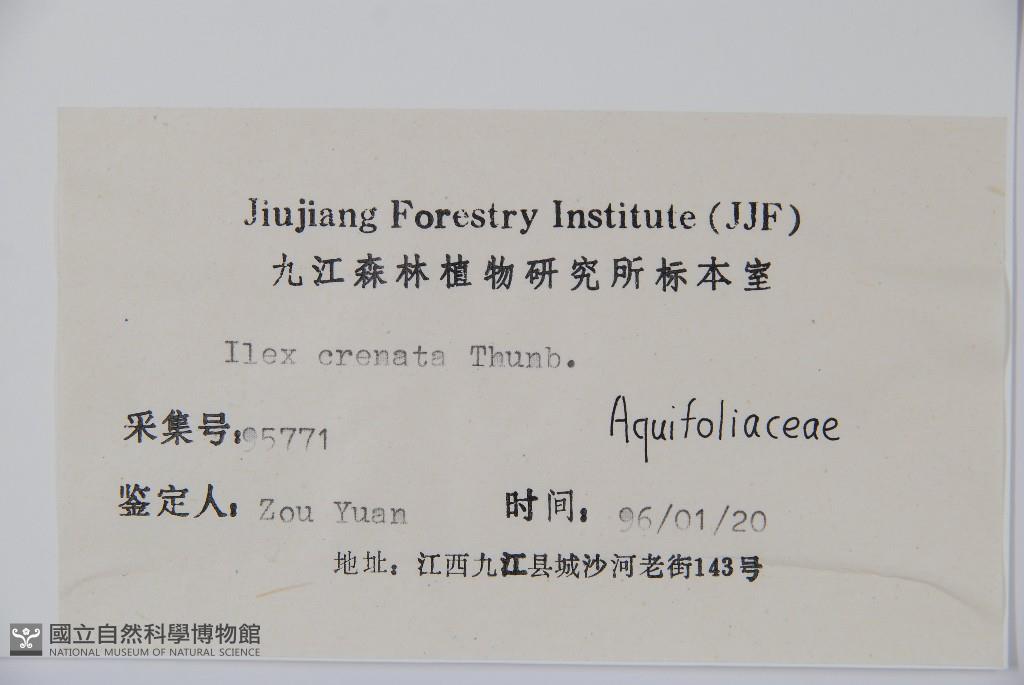 Jiujiang Forestry Institute (JJF)
九江森林植物研究所标本室
Ilex crenata Thunb.
采集号:95771
Aquifoliaceae
鉴定人: Zou Yuan 时间: 96/01/20
地址: 江西九江县城沙河老街143号
國立自然科學博物館
NATIONAL MUSEUM OF NATURAL SCIENCE